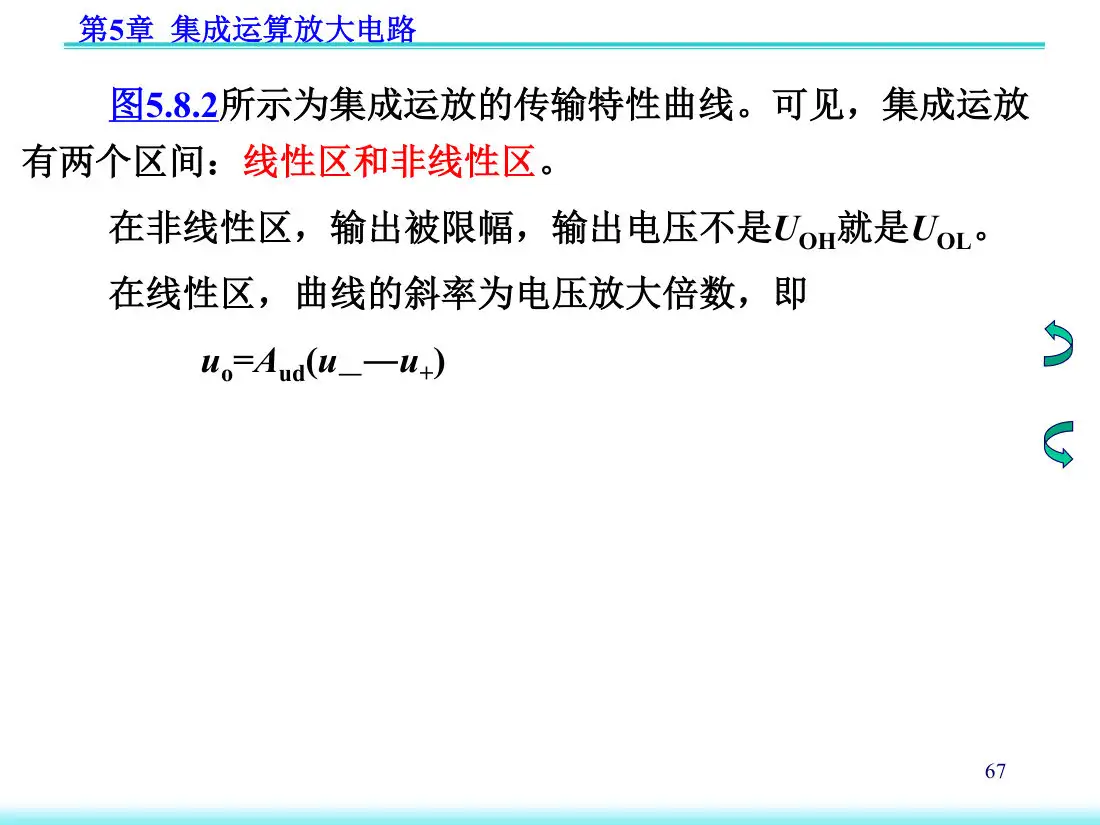 第5章 集成运算放大电路
图5.8.2所示为集成运放的传输特性曲线。可见，集成运放
有两个区间：线性区和非线性区。
在非线性区，输出被限幅，输出电压不是UOH就是UOL。
在线性区，曲线的斜率为电压放大倍数，即
uo=Aud(u－—u+)
67